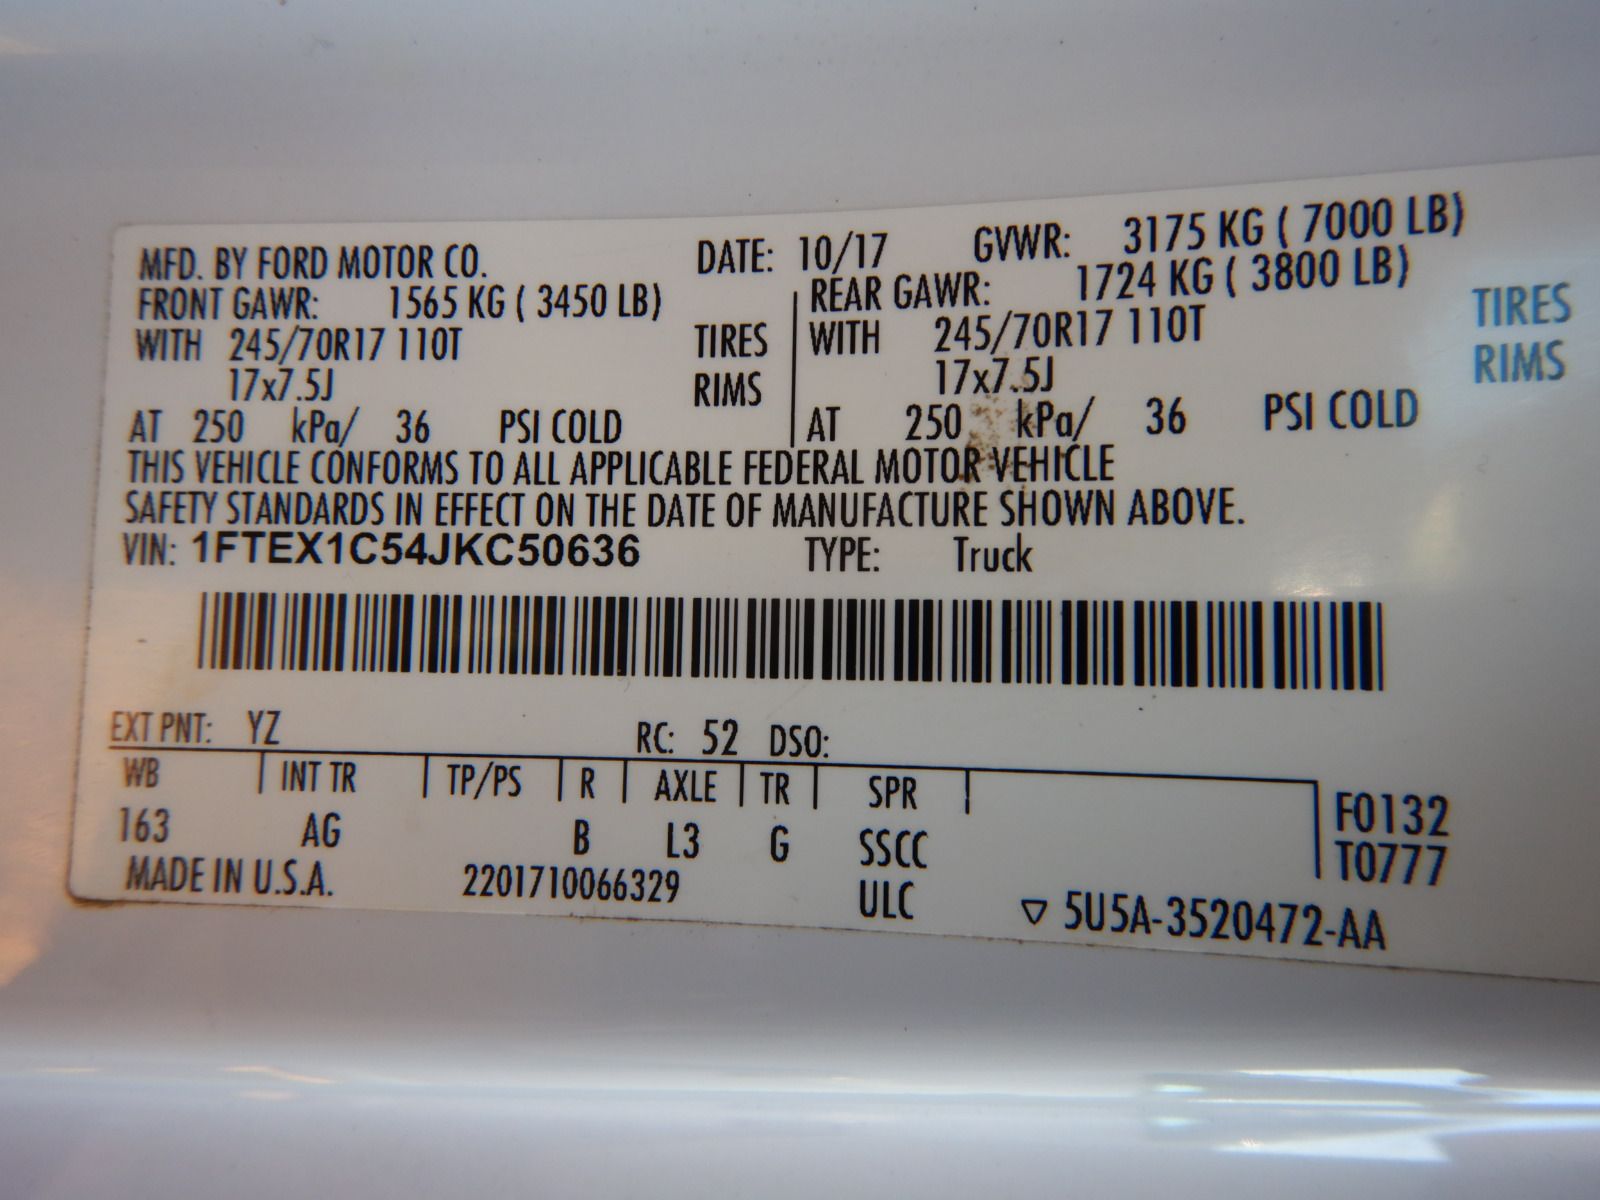 MFD. BY FORD MOTOR CO. DATE: 10/17 GVWR: 3175 KG ( 7000 LB)
FRONT GAWR: 1565 KG ( 3450 LB) REAR GAWR: 1724 KG ( 3800 LB)
WITH 245/70R17 110T TIRES WITH 245/70R17 110T TIRES
17x7.5J RIMS 17x7.5J RIMS
AT 250 kPa/ 36 PSI COLD AT 250 kPa/ 36 PSI COLD
THIS VEHICLE CONFORMS TO ALL APPLICABLE FEDERAL MOTOR VEHICLE
SAFETY STANDARDS IN EFFECT ON THE DATE OF MANUFACTURE SHOWN ABOVE.
VIN: 1FTEX1C54JKC50636 TYPE: Truck
EXT PNT: YZ RC: 52 DSO:
WB INT TR TP/PS R AXLE TR SPR F0132
163 AG B L3 G SSCC T0777
MADE IN U.S.A. 2201710066329 ULC ▽ 5U5A-3520472-AA